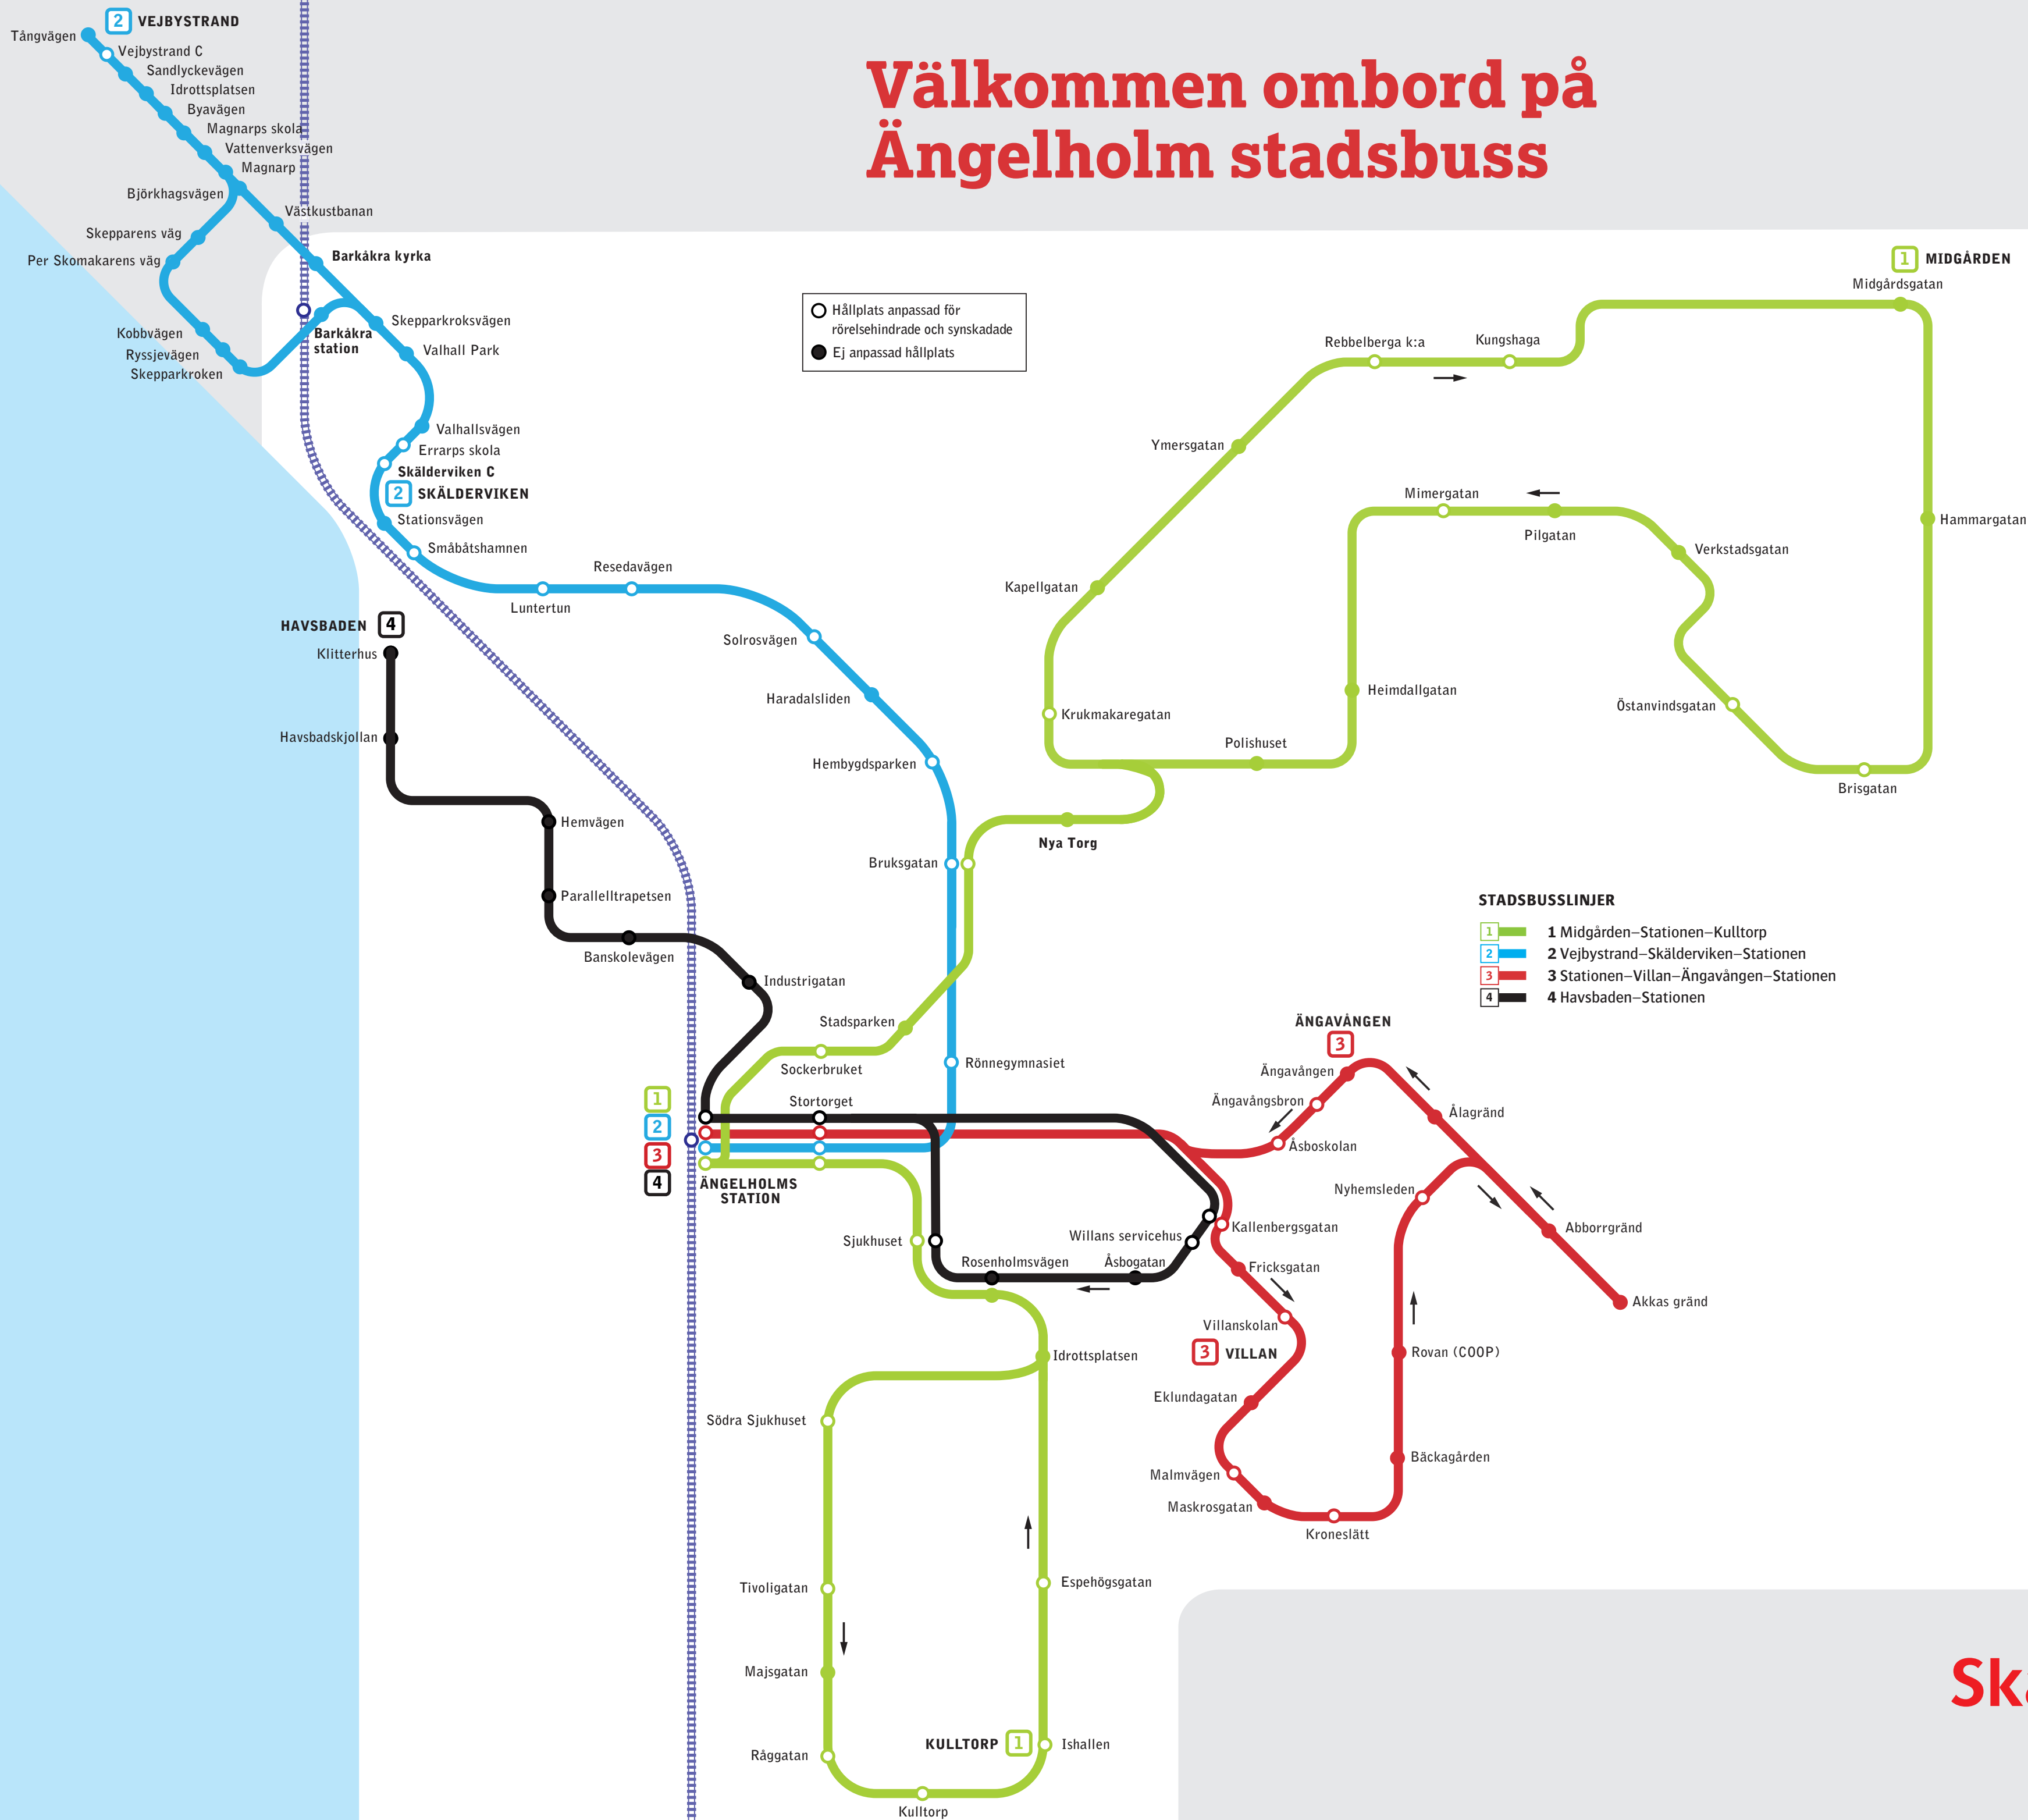 2 VEJBYSTRAND
Tångvägen
Vejbystrand C
Sandlyckevägen
Idrottsplatsen
Byavägen
Magnarps skola
Vattenverksvägen
Magnarp
Björkhagsvägen
Västkustbanan
Skepparens väg
Per Skomakarens väg
Barkåkra kyrka
Kobbvägen
Ryssjevägen
Skepparkroken
Barkåkra
station
Skepparkroksvägen
Valhall Park
Valhallsvägen
Errarps skola
Skälderviken C
2 SKÄLDERVIKEN
Stationsvägen
Småbåtshamnen
Luntertun
Resedavägen
Solrosvägen
Haradalsliden
Hembygdsparken
Bruksgatan
Rönnegymnasiet
Välkommen ombord på
Ängelholm stadsbuss
Hållplats anpassad för
rörelsehindrade och synskadade
Ej anpassad hållplats
1 MIDGÅRDEN
Midgårdsgatan
Rebbelberga k:a
Kungshaga
Ymersgatan
Kapellgatan
Krukmakaregatan
Mimergatan
Pilgatan
Verkstadsgatan
Hammargatan
Heimdallgatan
Östanvindsgatan
Polishuset
Brisgatan
Nya Torg
HAVSBADEN 4
Klitterhus
Havsbadskjollan
Hemvägen
Parallelltrapetsen
Banskolevägen
Industrigatan
Stadsparken
Sockerbruket
Stortorget
1
2
3
4
ÄNGELHOLMS
STATION
STADSBUSSLINJER
1 1 Midgården–Stationen–Kulltorp
2 2 Vejbystrand–Skälderviken–Stationen
3 3 Stationen–Villan–Ängavången–Stationen
4 4 Havsbaden–Stationen
ÄNGAVÅNGEN
3
Ängavången
Ängavångsbron
Åsboskolan
Ålagränd
Nyhemsleden
Abborrgränd
Akkas gränd
Kallenbergsgatan
Willans servicehus
Åsbogatan
Rosenholmsvägen
Sjukhuset
Fricksgatan
Villanskolan
3 VILLAN
Rovan (COOP)
Eklundagatan
Bäckagården
Malmvägen
Maskrosgatan
Kroneslätt
Idrottsplatsen
Södra Sjukhuset
Tivoligatan
Espehögsgatan
Majsgatan
Råggatan
KULLTORP 1
Ishallen
Kulltorp